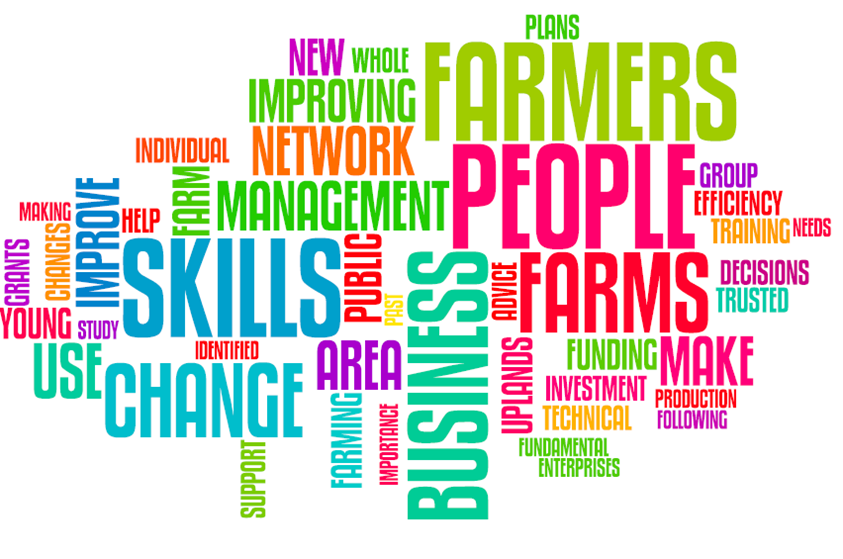 PLANS
NEW
WHOLE
FARMERS
IMPROVING
NETWORK
INDIVIDUAL
PEOPLE
GROUP
FARM
MANAGEMENT
EFFICIENCY
IMPROVE
MAKING
HELP
TRAINING
NEEDS
CHANGES
GRANTS
SKILLS
PUBLIC
PAST
BUSINESS
ADVICE
FARMS
DECISIONS
TRUSTED
YOUNG
STUDY
IDENTIFIED
USE
CHANGE
AREA
UPLANDS
FUNDING
MAKE
INVESTMENT
PRODUCTION
TECHNICAL
FOLLOWING
FARMING
IMPORTANCE
SUPPORT
FUNDAMENTAL
ENTERPRISES